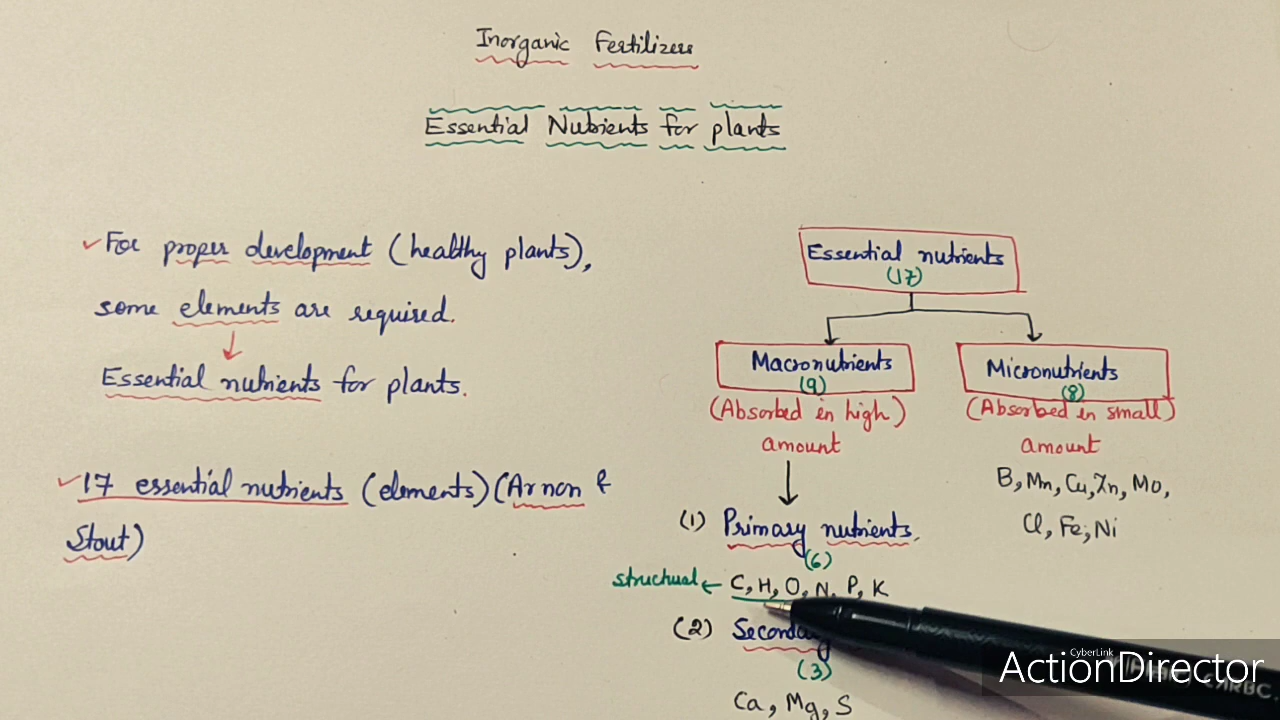 Inorganic Fertilizers
Essential Nutrients for plants
✓ For proper development (healthy plants),
some elements are required.
↓
Essential nutrients for plants.
✓ 17 essential nutrients (elements) (Arnon &
Stout)
Essential nutrients
(17)
Macronutrients
(9)
(Absorbed in high)
amount
(1) Primary nutrients.
(6)
structual ← C, H, O, N, P, K
(2) Secondary
(3)
Ca, Mg, S
Micronutrients
(8)
(Absorbed in small)
amount
B, Mn, Cu, Zn, Mo,
Cl, Fe, Ni
CyberLink
ActionDirector